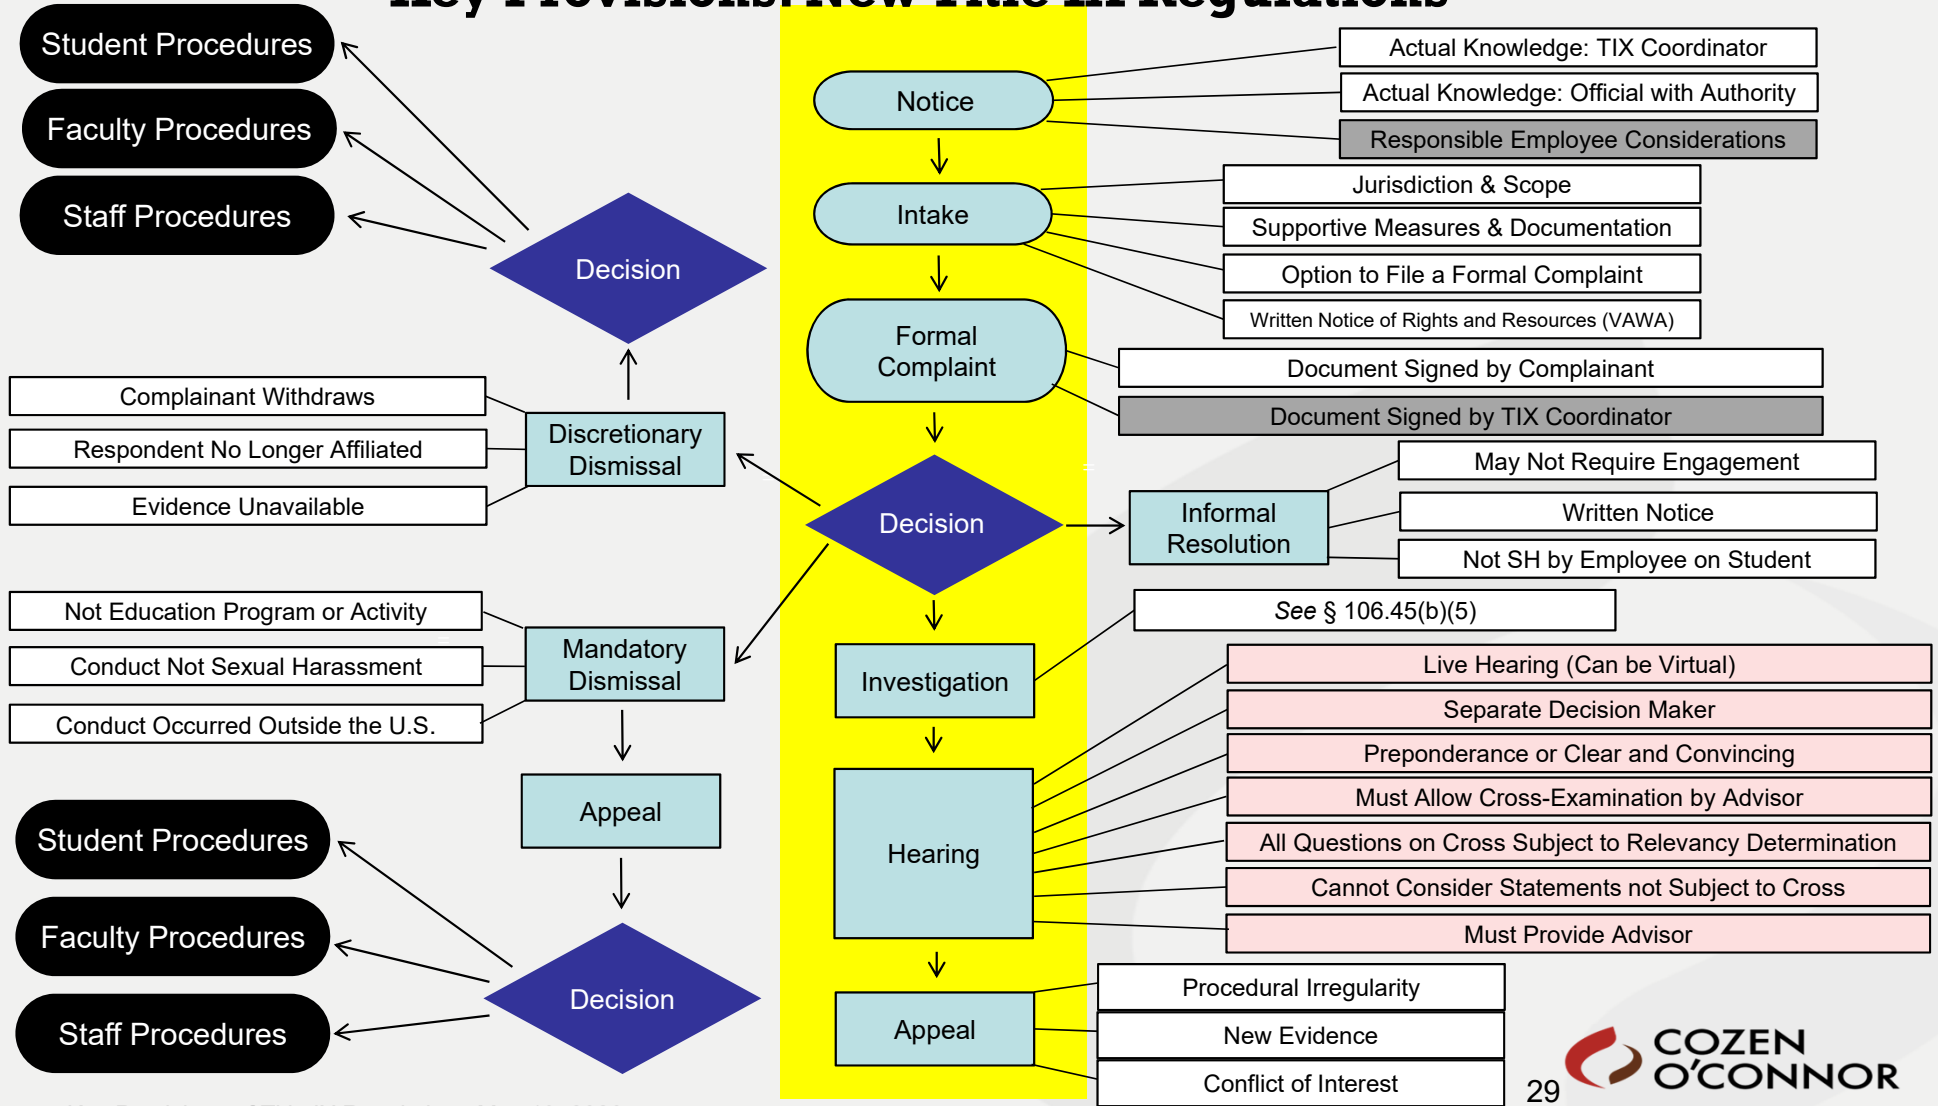 Key Provisions: New Title IX Regulations
Student Procedures
Faculty Procedures
Staff Procedures
Decision
Complainant Withdraws
Respondent No Longer Affiliated
Evidence Unavailable
Discretionary
Dismissal
Not Education Program or Activity
Conduct Not Sexual Harassment
Conduct Occurred Outside the U.S.
Mandatory
Dismissal
Appeal
Student Procedures
Faculty Procedures
Staff Procedures
Decision
Notice
Intake
Formal
Complaint
Decision
Investigation
Hearing
Appeal
Actual Knowledge: TIX Coordinator
Actual Knowledge: Official with Authority
Responsible Employee Considerations
Jurisdiction & Scope
Supportive Measures & Documentation
Option to File a Formal Complaint
Written Notice of Rights and Resources (VAWA)
Document Signed by Complainant
Document Signed by TIX Coordinator
Informal
Resolution
May Not Require Engagement
Written Notice
Not SH by Employee on Student
See § 106.45(b)(5)
Live Hearing (Can be Virtual)
Separate Decision Maker
Preponderance or Clear and Convincing
Must Allow Cross-Examination by Advisor
All Questions on Cross Subject to Relevancy Determination
Cannot Consider Statements not Subject to Cross
Must Provide Advisor
Procedural Irregularity
New Evidence
Conflict of Interest
29
COZEN
O'CONNOR